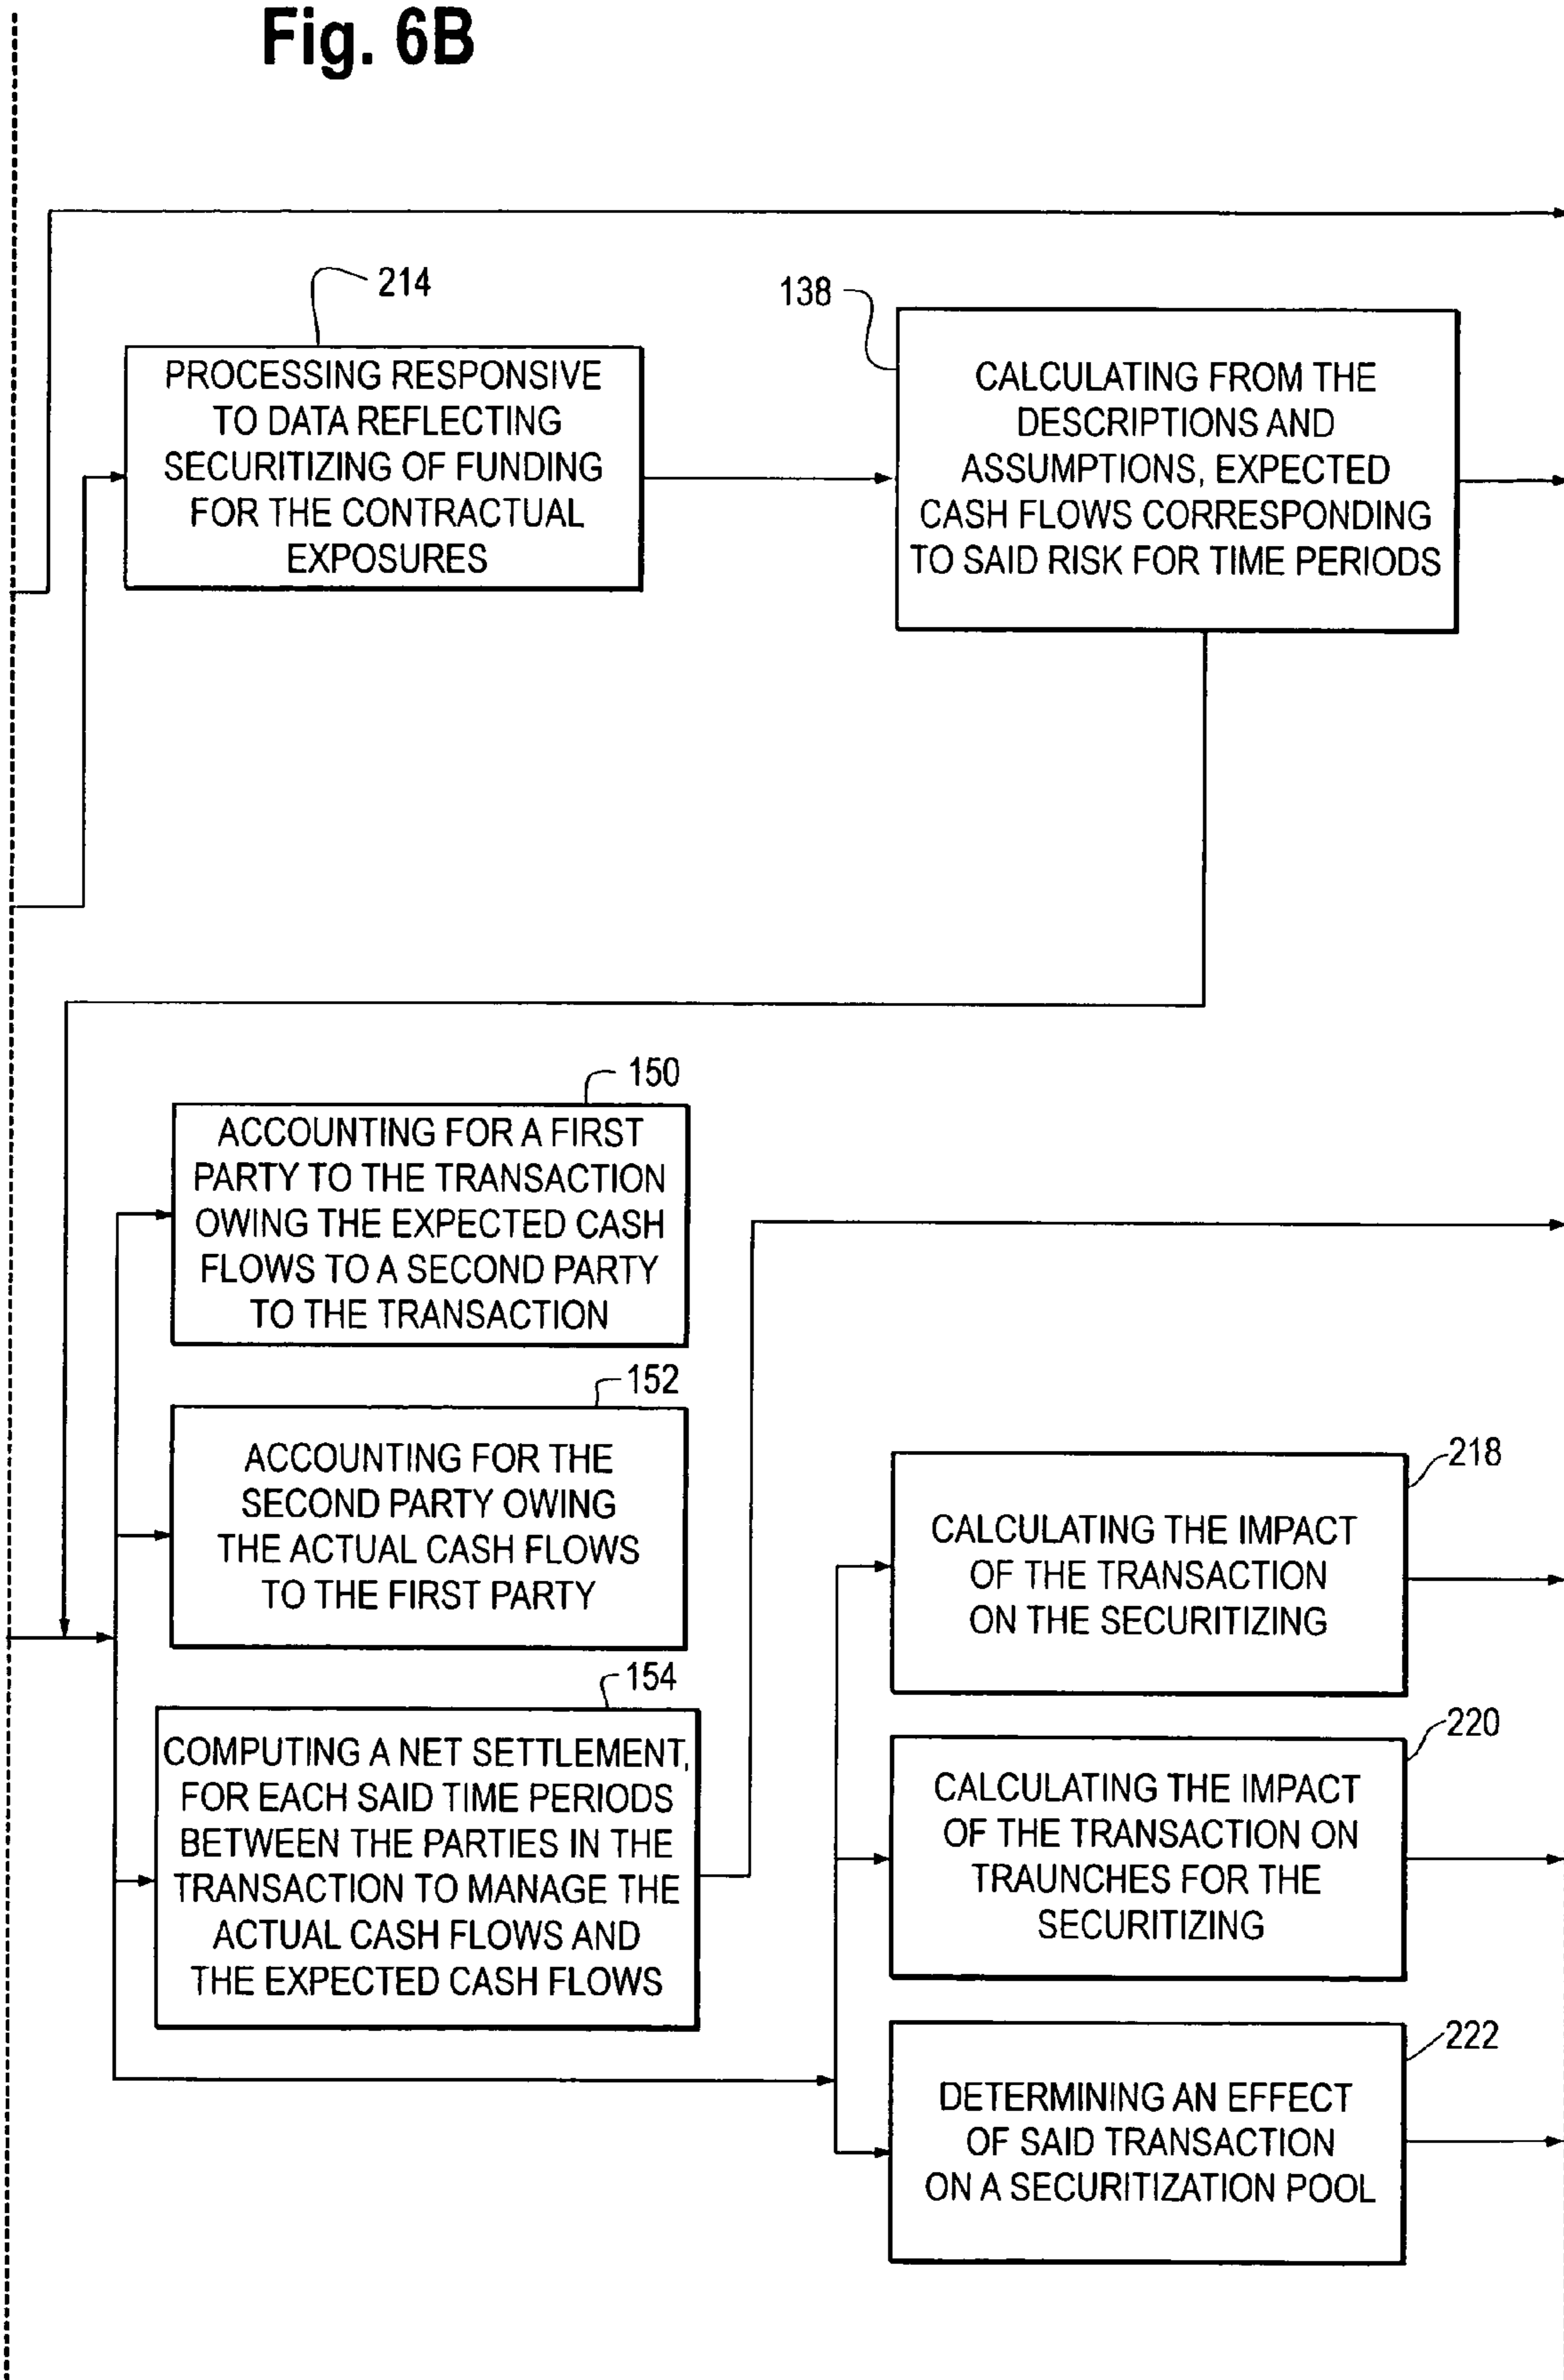 Fig. 6B
214
PROCESSING RESPONSIVE
TO DATA REFLECTING
SECURITIZING OF FUNDING
FOR THE CONTRACTUAL
EXPOSURES
138
CALCULATING FROM THE
DESCRIPTIONS AND
ASSUMPTIONS, EXPECTED
CASH FLOWS CORRESPONDING
TO SAID RISK FOR TIME PERIODS
150
ACCOUNTING FOR A FIRST
PARTY TO THE TRANSACTION
OWING THE EXPECTED CASH
FLOWS TO A SECOND PARTY
TO THE TRANSACTION
152
ACCOUNTING FOR THE
SECOND PARTY OWING
THE ACTUAL CASH FLOWS
TO THE FIRST PARTY
154
COMPUTING A NET SETTLEMENT,
FOR EACH SAID TIME PERIODS
BETWEEN THE PARTIES IN THE
TRANSACTION TO MANAGE THE
ACTUAL CASH FLOWS AND
THE EXPECTED CASH FLOWS
218
CALCULATING THE IMPACT
OF THE TRANSACTION
ON THE SECURITIZING
220
CALCULATING THE IMPACT
OF THE TRANSACTION ON
TRAUNCHES FOR THE
SECURITIZING
222
DETERMINING AN EFFECT
OF SAID TRANSACTION
ON A SECURITIZATION POOL